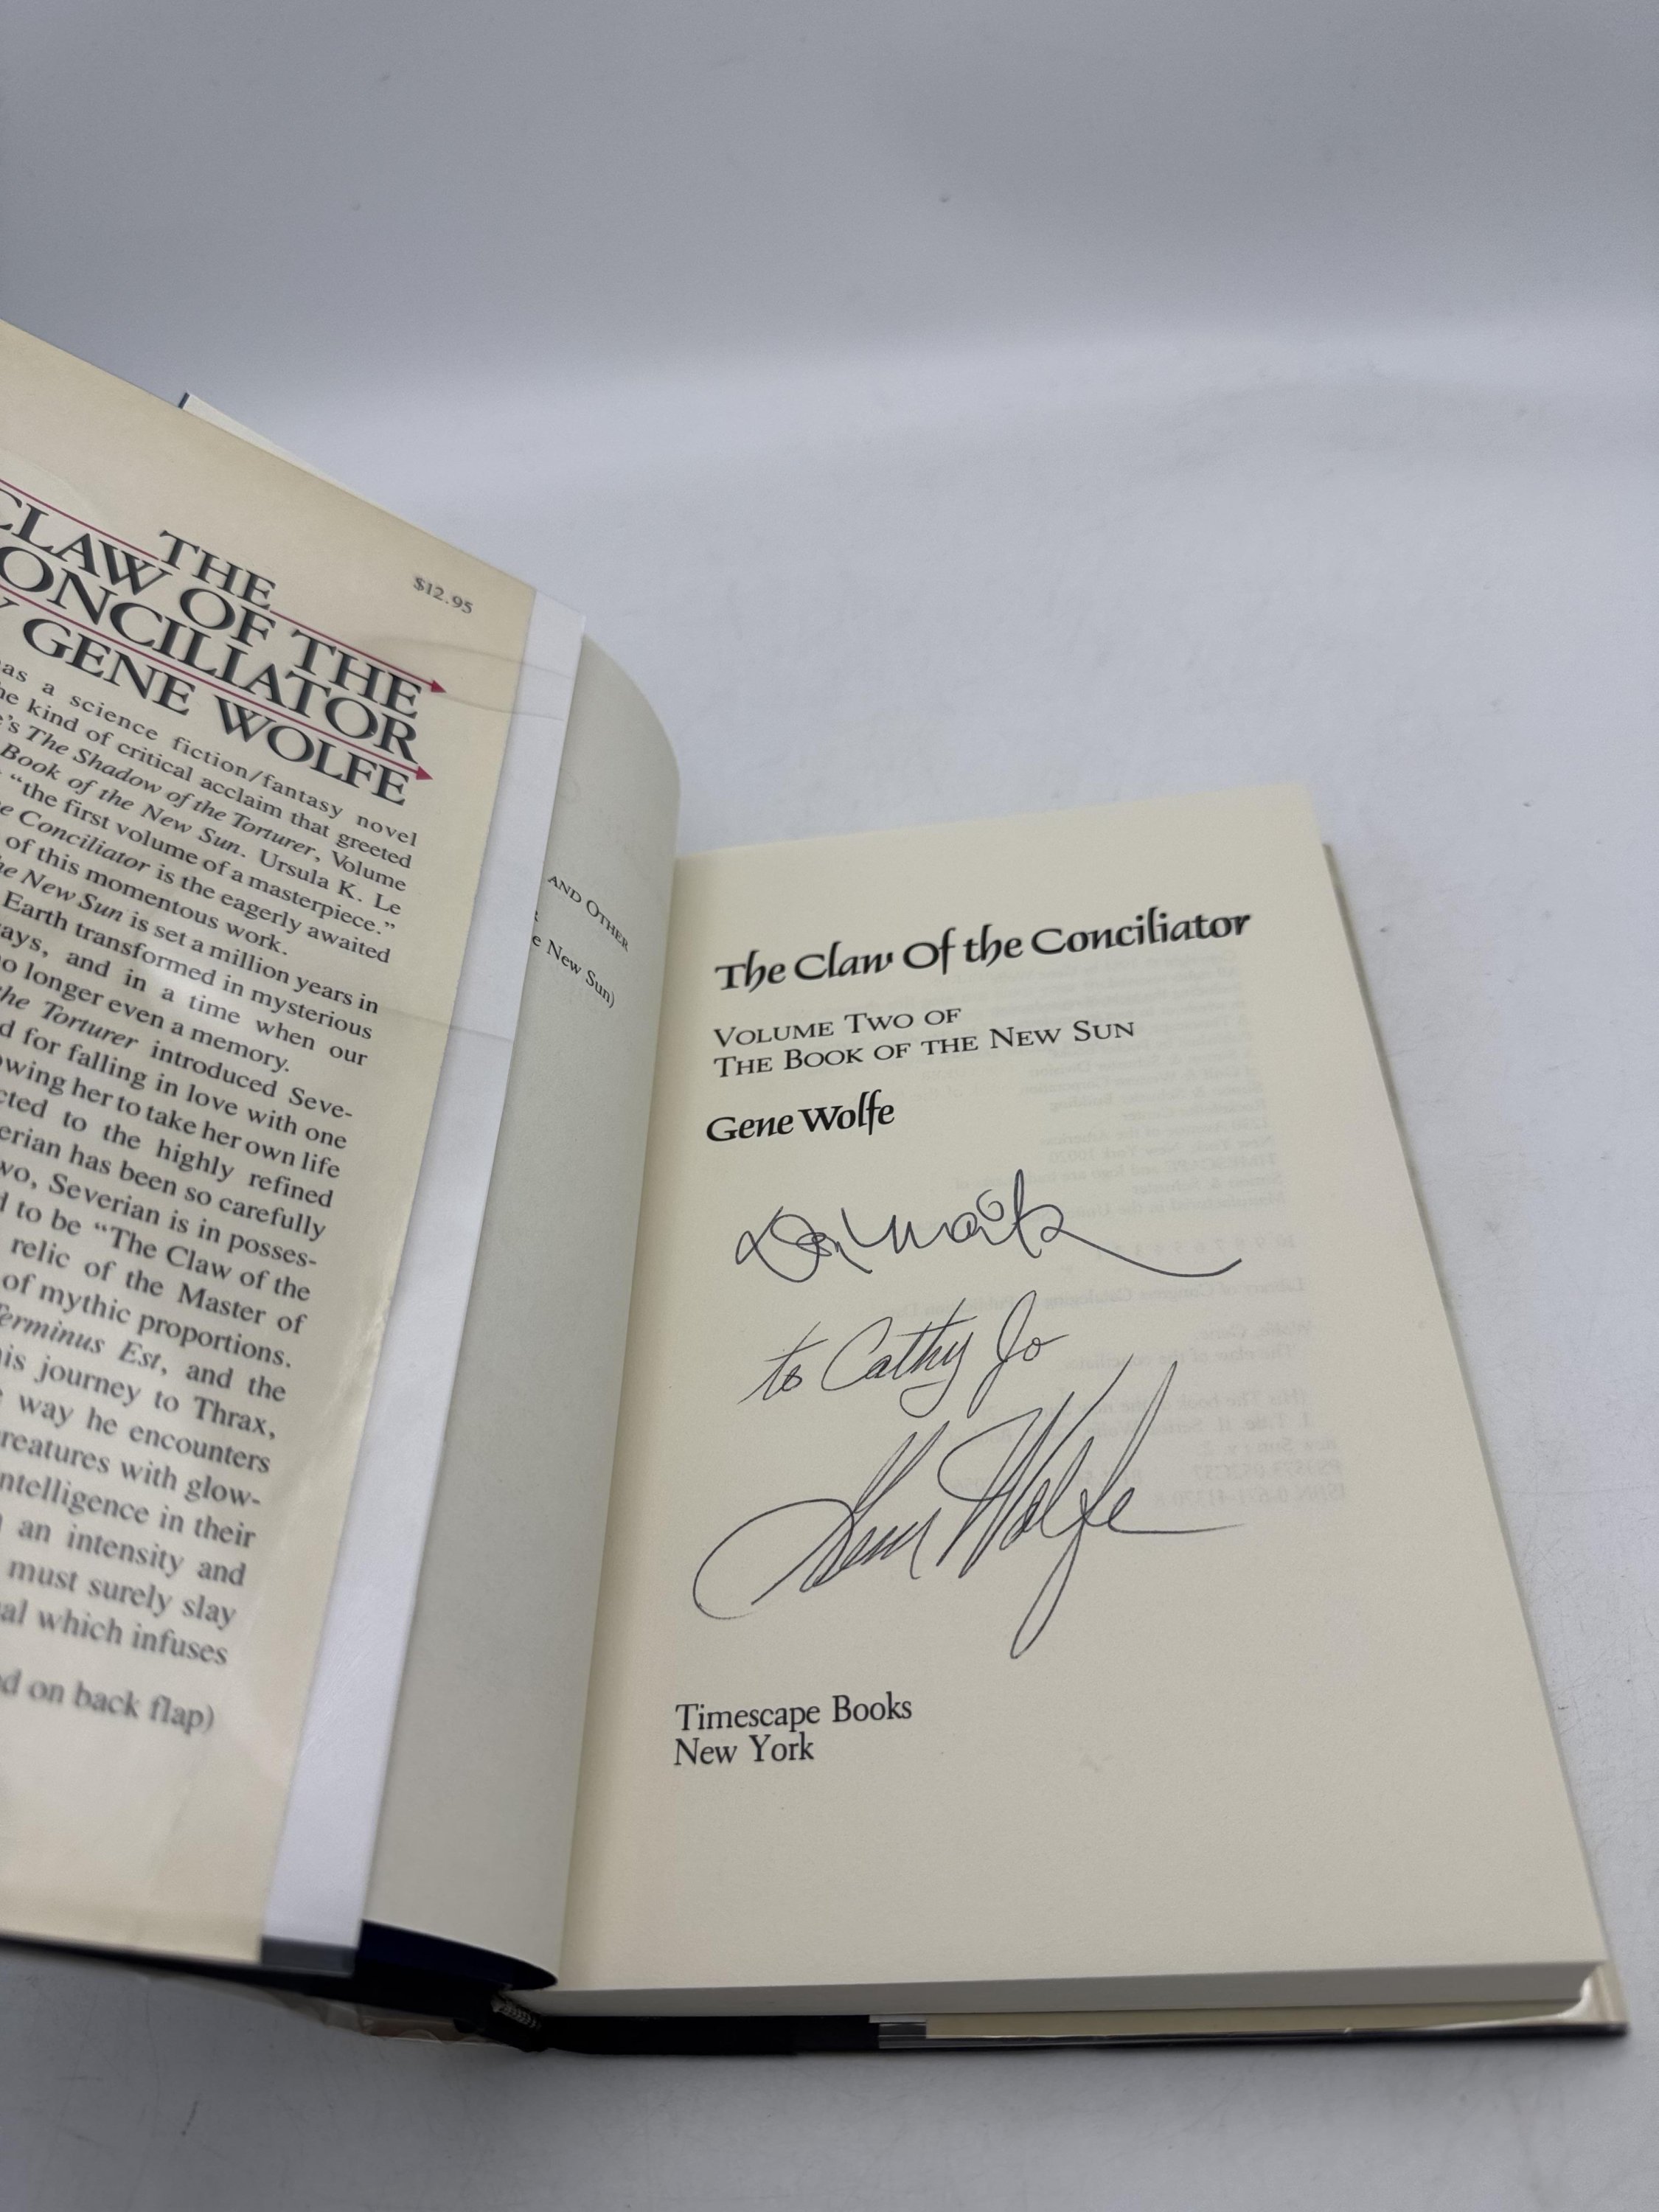 THE
CLAW OF THE
CONCILIATOR
GENE WOLFE
$12.95
as a science fiction/fantasy novel
he kind of critical acclaim that greeted
's The Shadow of the Torturer, Volume
Book of the New Sun. Ursula K. Le
"the first volume of a masterpiece."
e Conciliator is the eagerly awaited
of this momentous work.
he New Sun is set a million years in
Earth transformed in mysterious
ays, and in a time when our
o longer even a memory.
he Torturer introduced Seve-
d for falling in love with one
owing her to take her own life
cted to the highly refined
erian has been so carefully
wo, Severian is in posses-
d to be "The Claw of the
relic of the Master of
of mythic proportions.
Terminus Est, and the
is journey to Thrax,
way he encounters
reatures with glow-
ntelligence in their
an intensity and
must surely slay
al which infuses
d on back flap)
AND OTHER
e New Sun)
The Claw Of the Conciliator
VOLUME TWO OF
THE BOOK OF THE NEW SUN
Gene Wolfe
to Cathy Jo
Gene Wolfe
Timescape Books
New York